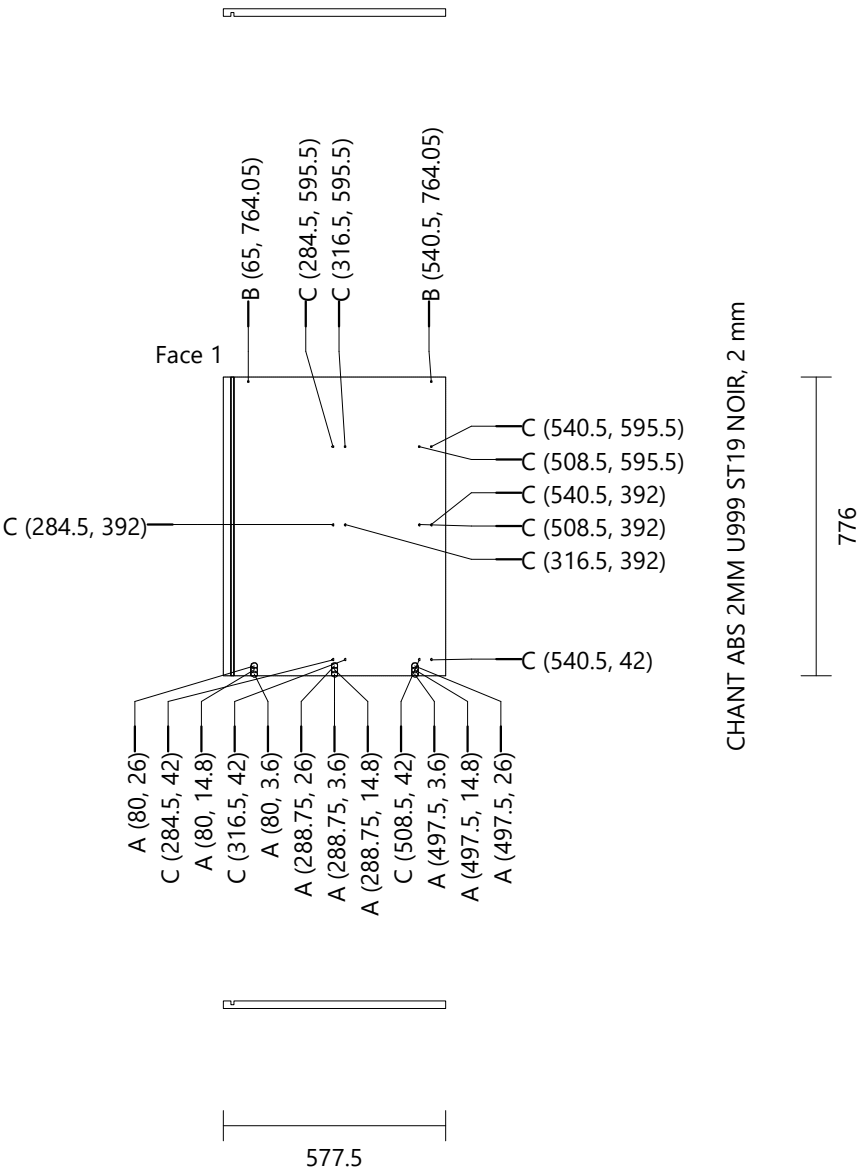 B (65, 764.05)
C (284.5, 595.5)
C (316.5, 595.5)
B (540.5, 764.05)
Face 1
C (540.5, 595.5)
C (508.5, 595.5)
C (540.5, 392)
C (508.5, 392)
C (316.5, 392)
C (284.5, 392)
C (540.5, 42)
A (80, 26)
C (284.5, 42)
A (80, 14.8)
C (316.5, 42)
A (80, 3.6)
A (288.75, 26)
A (288.75, 3.6)
A (288.75, 14.8)
C (508.5, 42)
A (497.5, 3.6)
A (497.5, 14.8)
A (497.5, 26)
CHANT ABS 2MM U999 ST19 NOIR, 2 mm
776
577.5